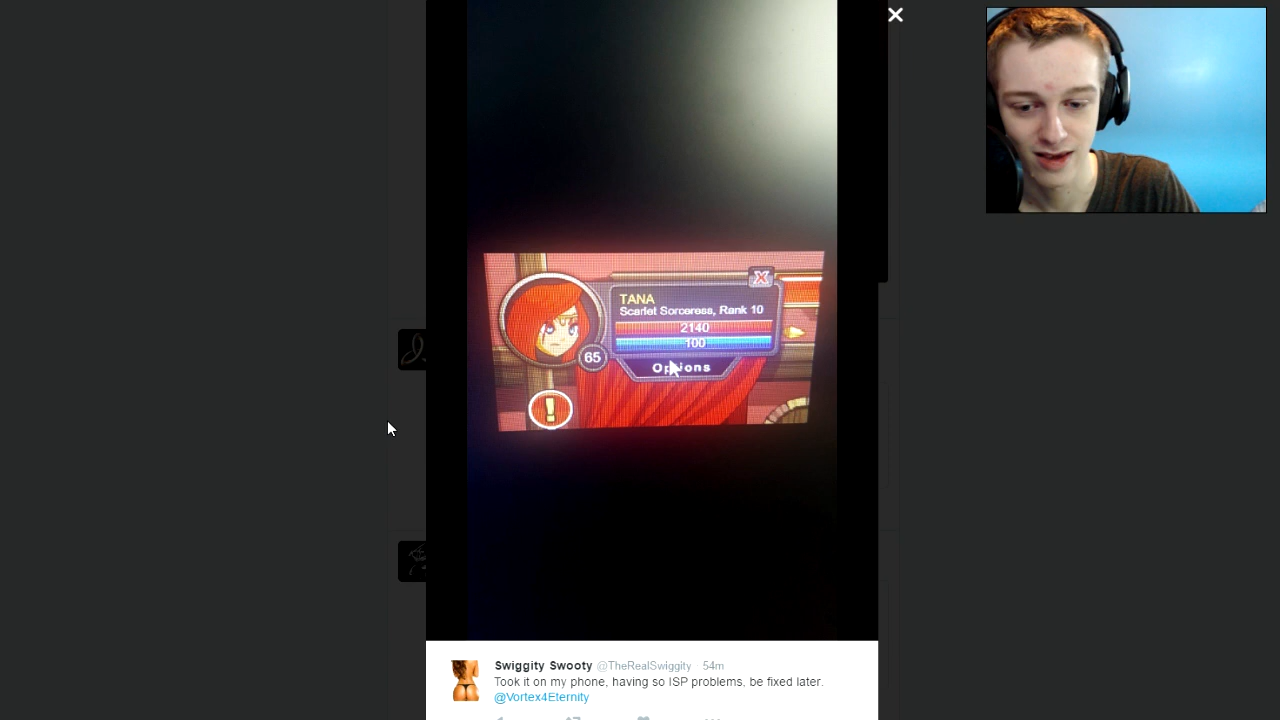 TANA
Scarlet Sorceress, Rank 10
2140
100
65
Options
!
Swiggity Swooty @TheRealSwiggity · 54m
Took it on my phone, having so ISP problems, be fixed later.
@Vortex4Eternity